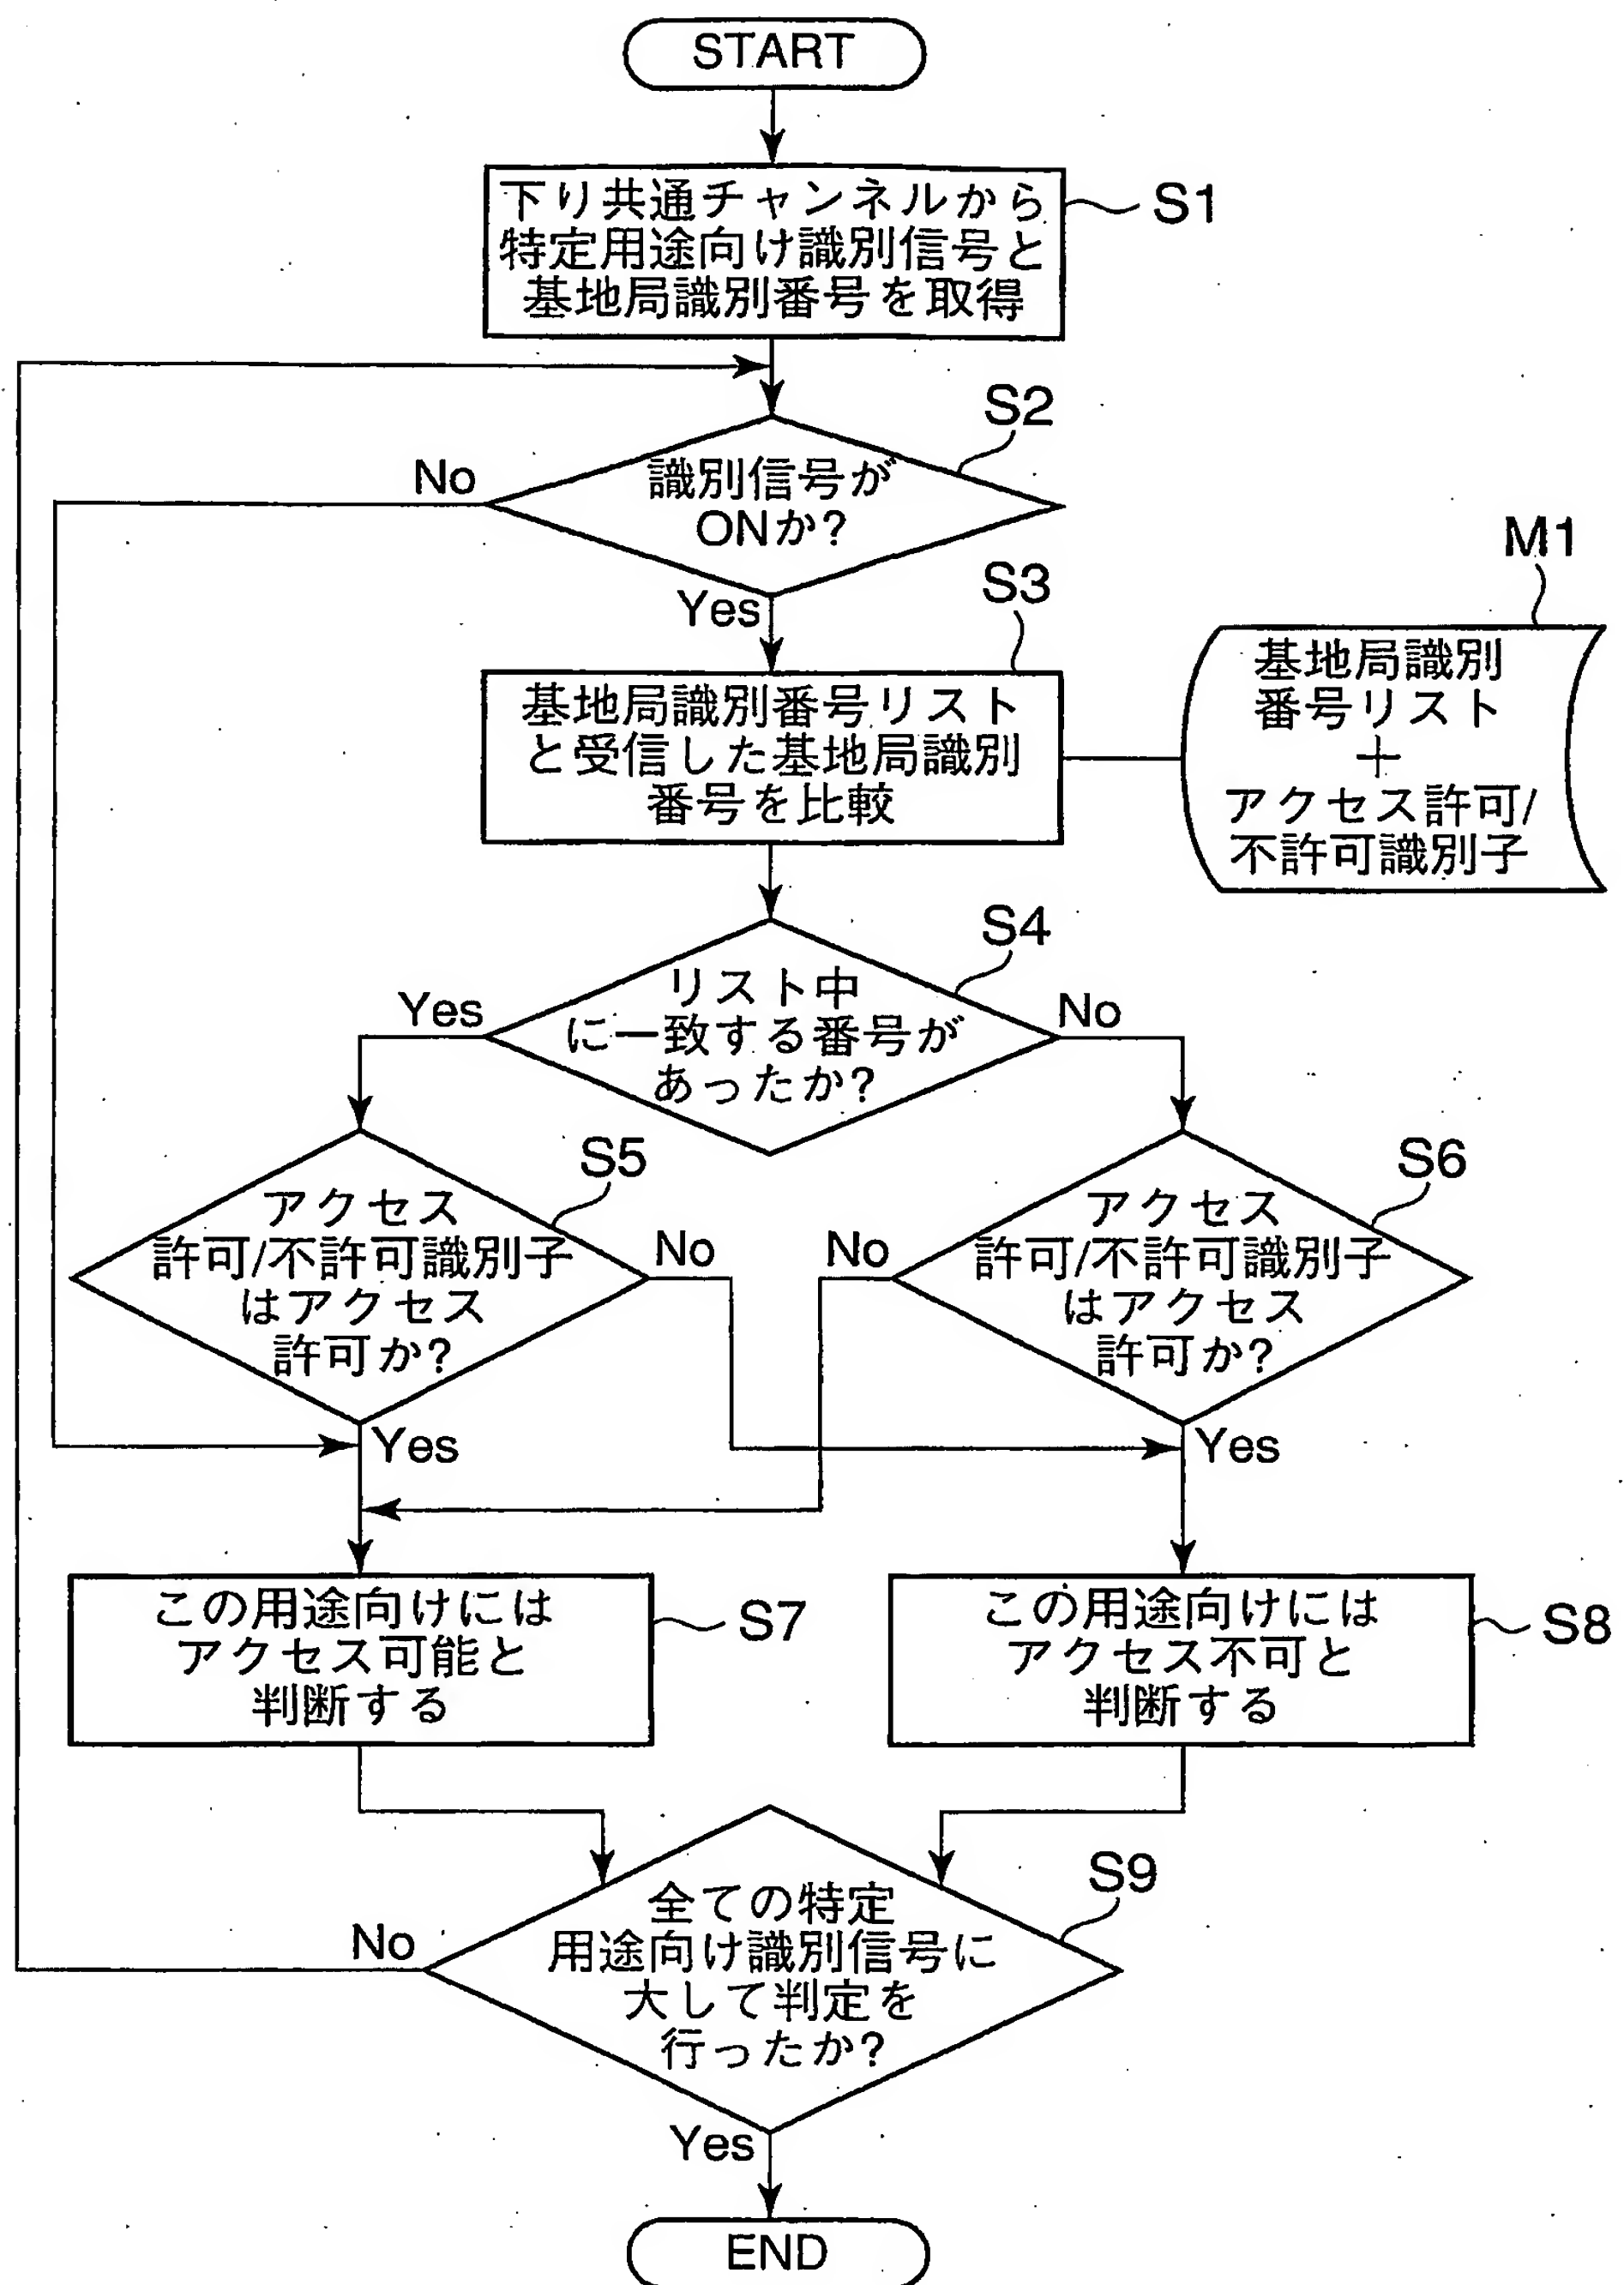 START
下り共通チャンネルから
特定用途向け識別信号と
基地局識別番号を取得
S1
S2
No
識別信号が
ONか?
Yes
S3
M1
基地局識別番号リスト
と受信した基地局識別
番号を比較
基地局識別
番号リスト
+
アクセス許可/
不許可識別子
S4
Yes
リスト中
に一致する番号が
あったか?
No
S5
アクセス
許可/不許可識別子
はアクセス
許可か?
No
Yes
S6
アクセス
許可/不許可識別子
はアクセス
許可か?
No
Yes
この用途向けには
アクセス可能と
判断する
S7
この用途向けには
アクセス不可と
判断する
S8
S9
No
全ての特定
用途向け識別信号に
大して判定を
行ったか?
Yes
END